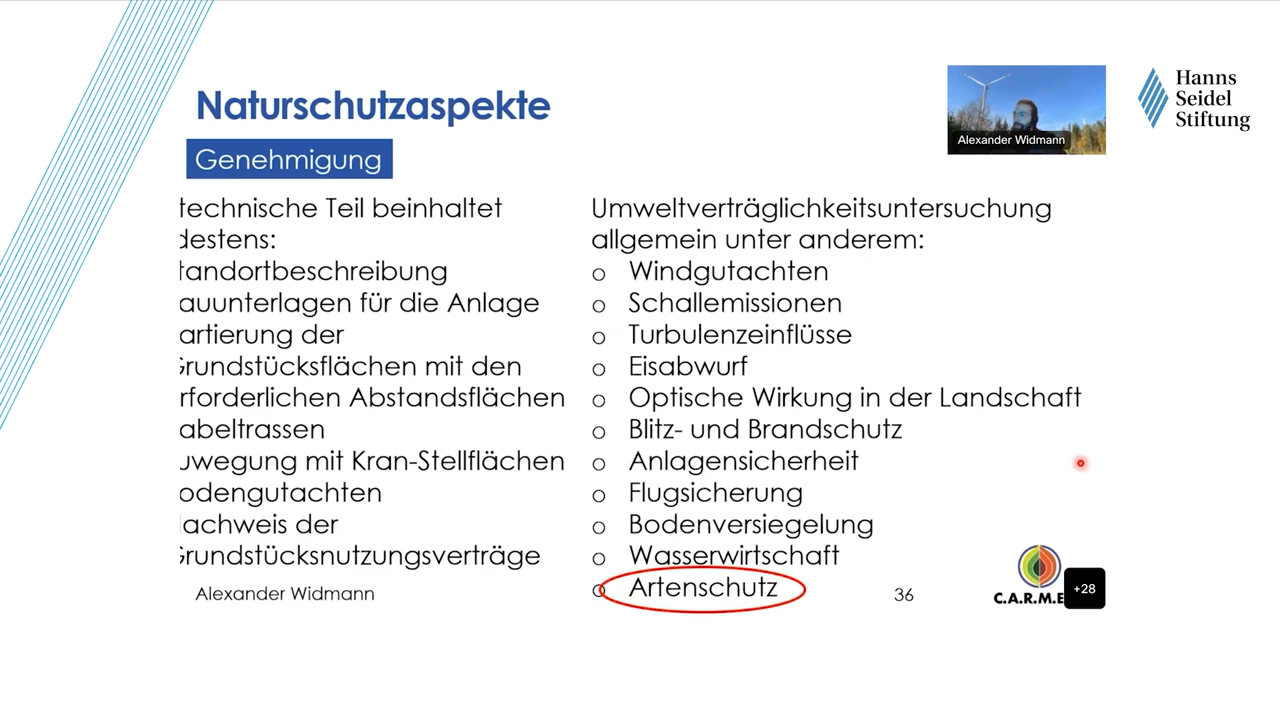 Naturschutzaspekte
Genehmigung
technische Teil beinhaltet
destens:
tandortbeschreibung
auunterlagen für die Anlage
artierung der
rundstücksflächen mit den
rforderlichen Abstandsflächen
abeltrassen
uwegung mit Kran-Stellflächen
odengutachten
achweis der
rundstücksnutzungsverträge
Umweltverträglichkeitsuntersuchung
allgemein unter anderem:
o Windgutachten
o Schallemissionen
o Turbulenzeinflüsse
o Eisabwurf
o Optische Wirkung in der Landschaft
o Blitz- und Brandschutz
o Anlagensicherheit
o Flugsicherung
o Bodenversiegelung
o Wasserwirtschaft
o Artenschutz
Alexander Widmann
36
C.A.R.M.E
+28
Alexander Widmann
Hanns
Seidel
Stiftung